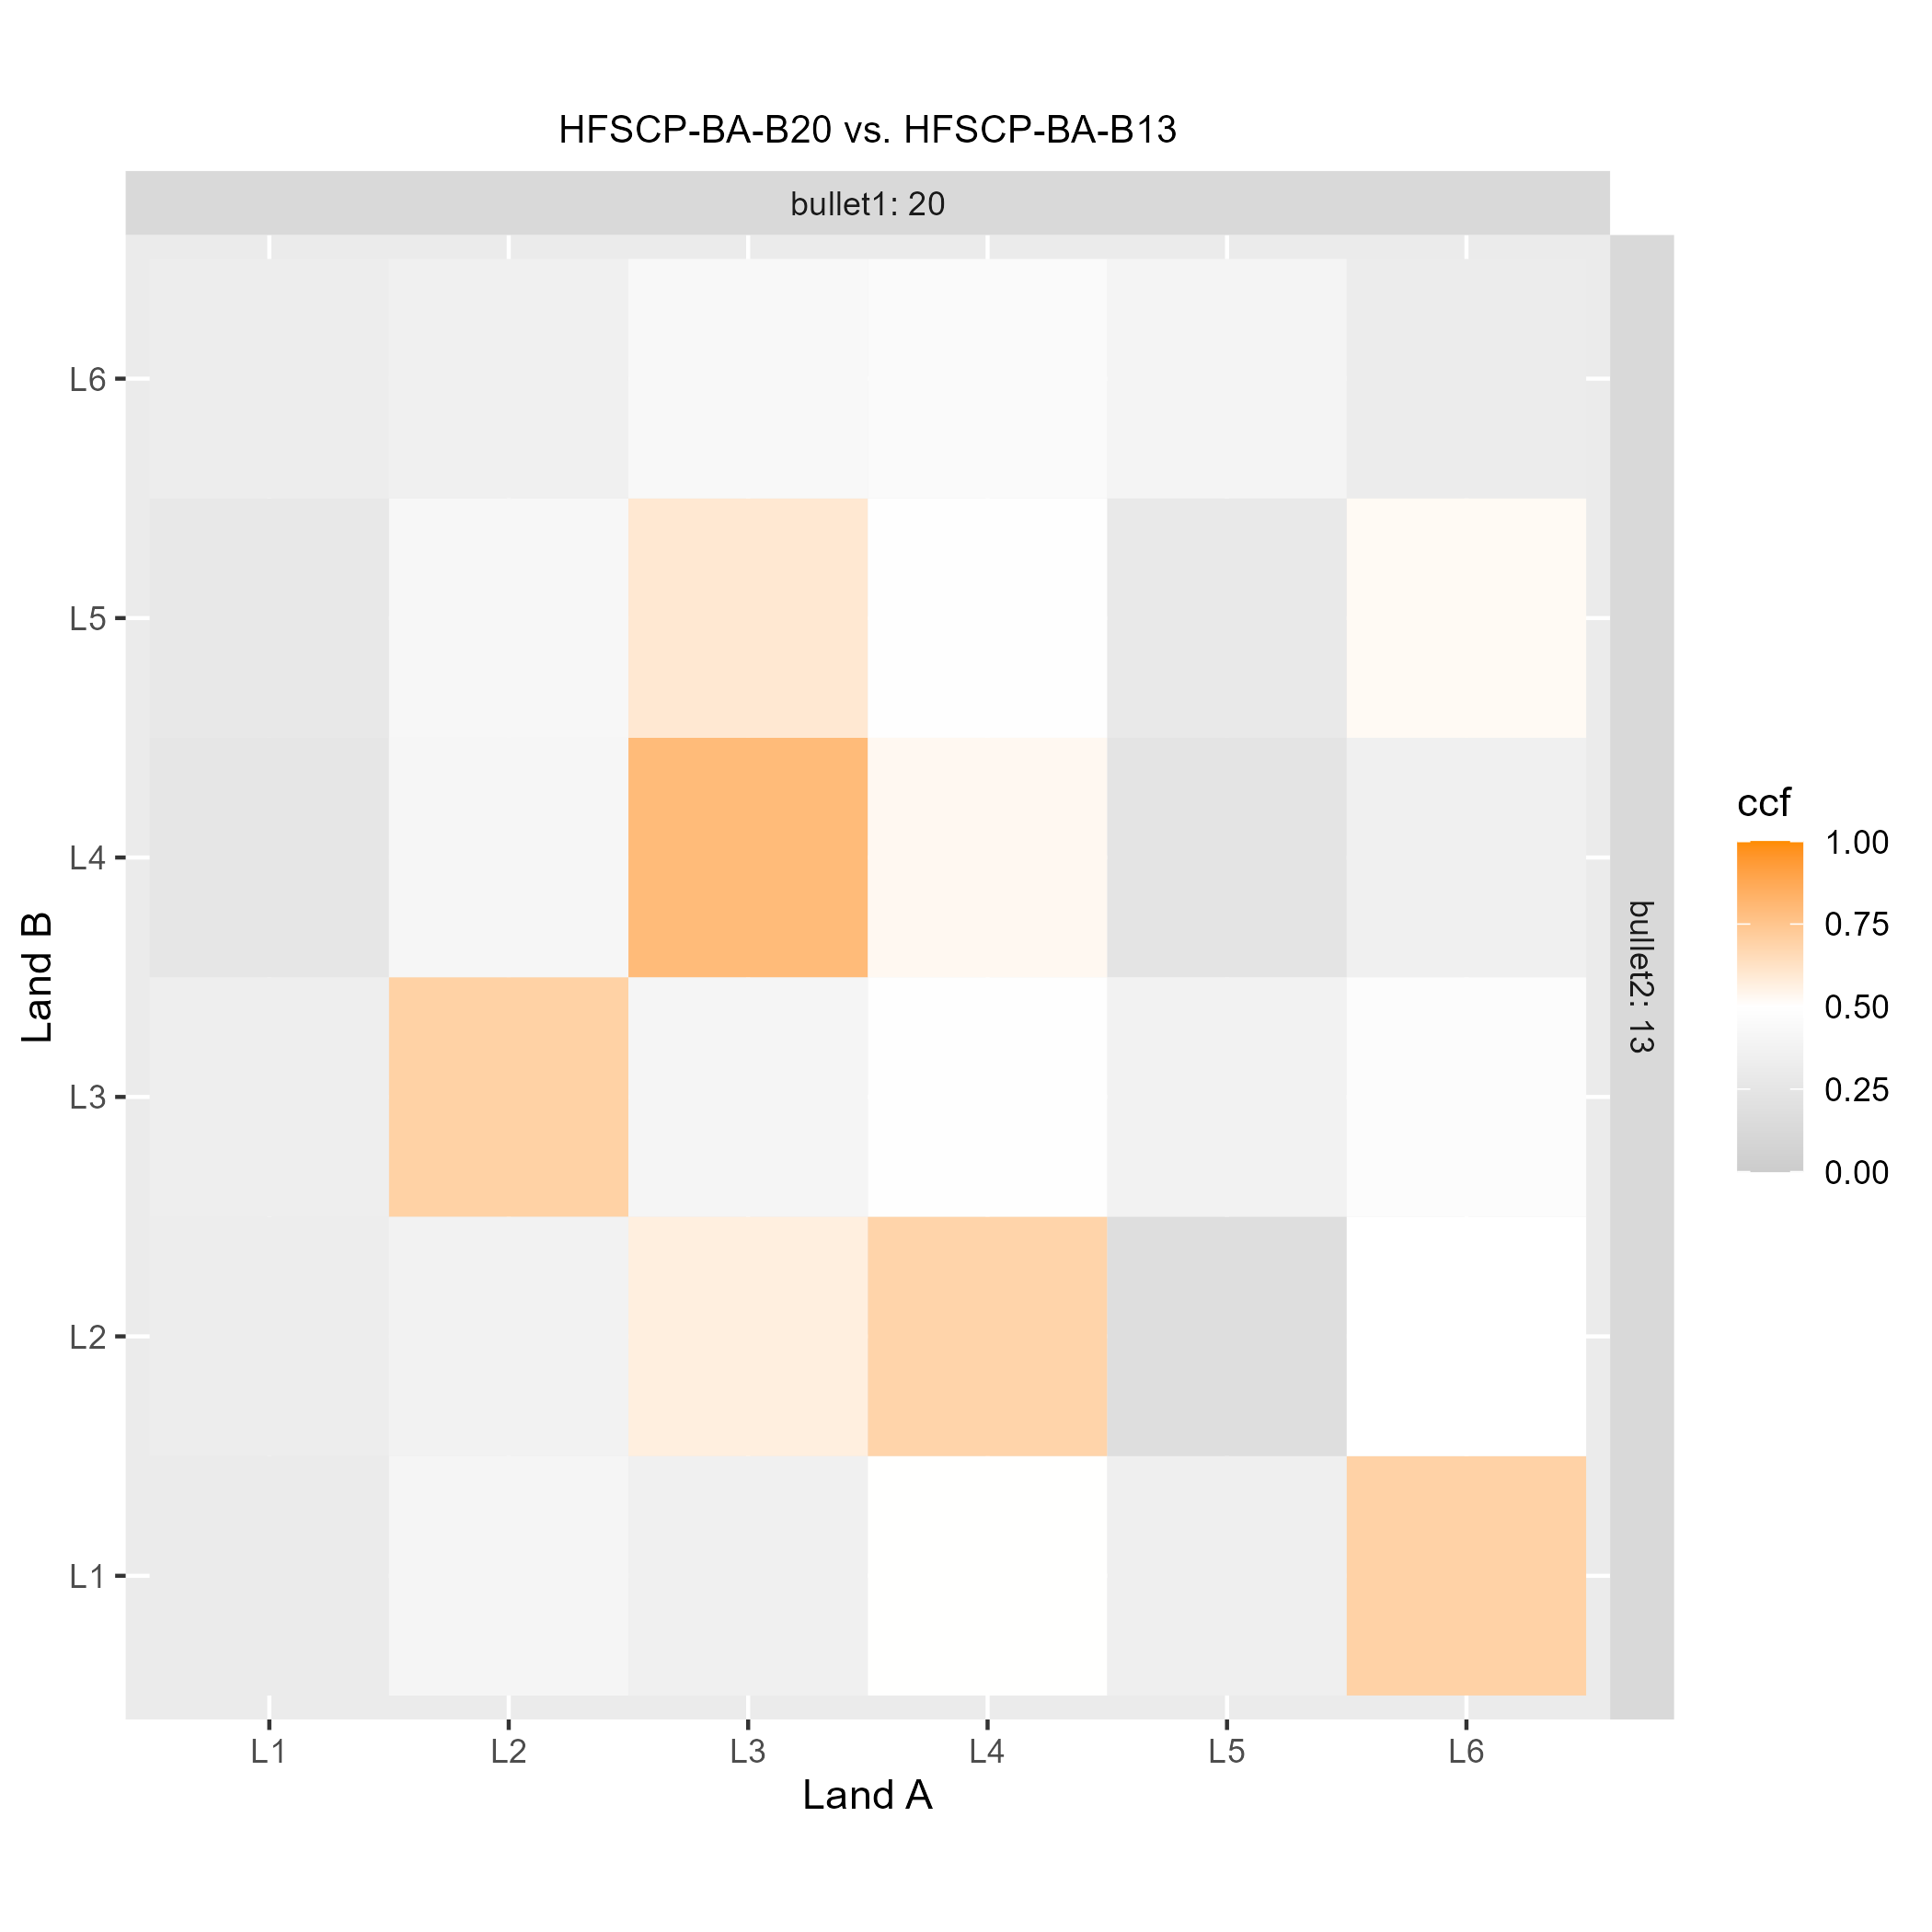 HFSCP-BA-B20 vs. HFSCP-BA-B13
bullet1: 20
L6
L5
L4
L3
L2
L1
Land B
L1 L2 L3 L4 L5 L6
Land A
bullet2: 13
ccf
1.00
0.75
0.50
0.25
0.00